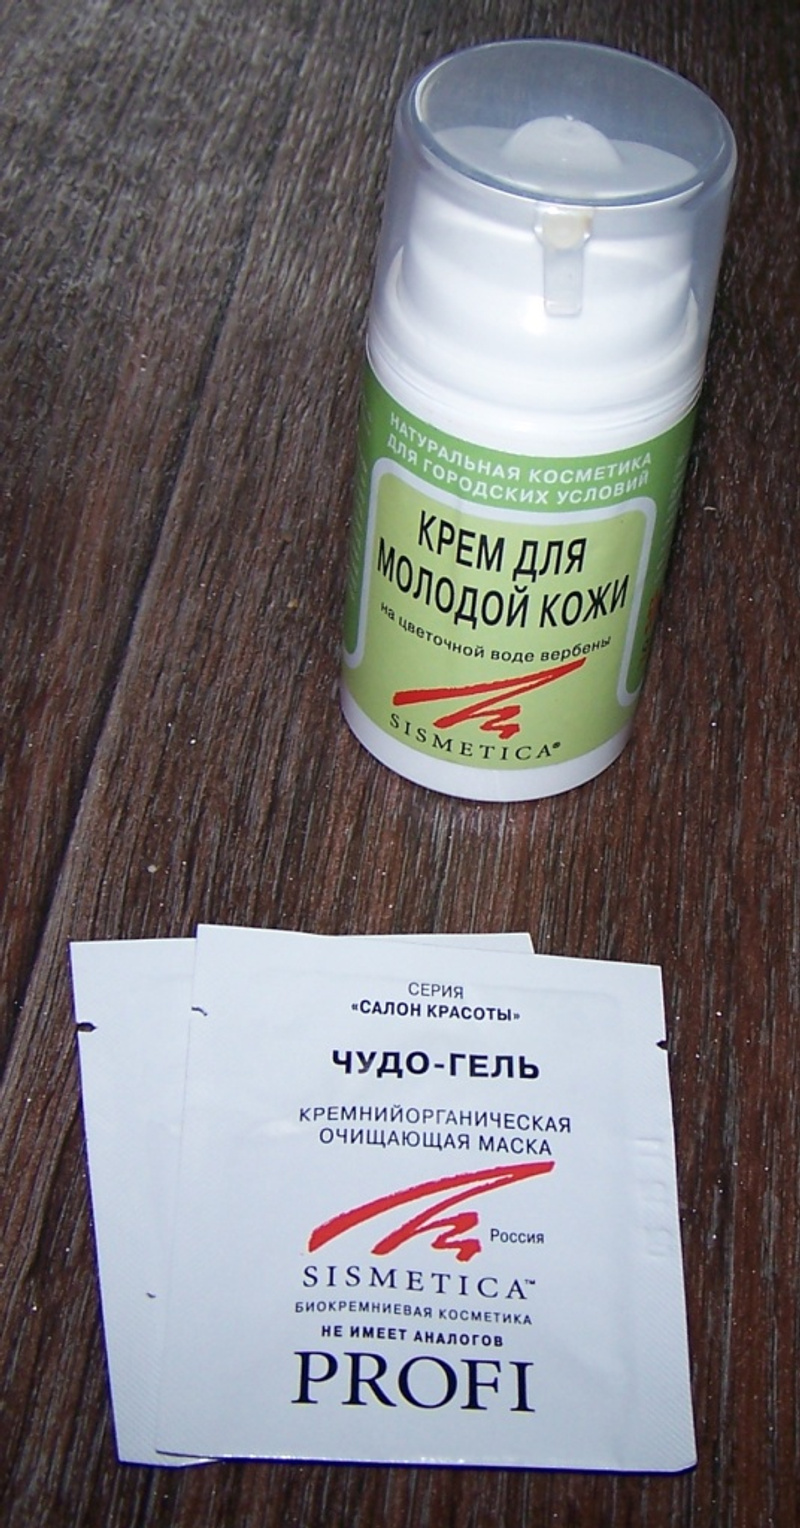 НАТУРАЛЬНАЯ КОСМЕТИКА
ДЛЯ ГОРОДСКИХ УСЛОВИЙ
КРЕМ ДЛЯ
МОЛОДОЙ КОЖИ
на цветочной воде вербены
SISMETICA®
СЕРИЯ
«САЛОН КРАСОТЫ»
ЧУДО-ГЕЛЬ
КРЕМНИЙОРГАНИЧЕСКАЯ
ОЧИЩАЮЩАЯ МАСКА
Россия
SISMETICA™
БИОКРЕМНИЕВАЯ КОСМЕТИКА
НЕ ИМЕЕТ АНАЛОГОВ
PROFI